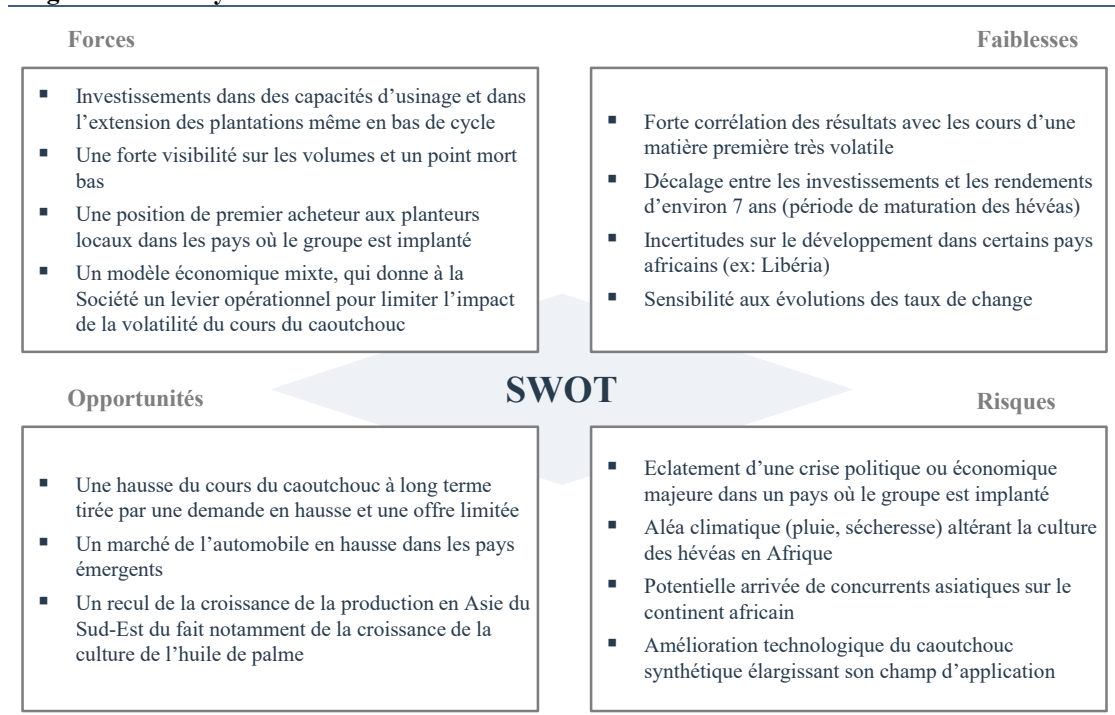 Forces
▪ Investissements dans des capacités d’usinage et dans
l’extension des plantations même en bas de cycle
▪ Une forte visibilité sur les volumes et un point mort
bas
▪ Une position de premier acheteur aux planteurs
locaux dans les pays où le groupe est implanté
▪ Un modèle économique mixte, qui donne à la
Société un levier opérationnel pour limiter l’impact
de la volatilité du cours du caoutchouc
Faiblesses
▪ Forte corrélation des résultats avec les cours d’une
matière première très volatile
▪ Décalage entre les investissements et les rendements
d’environ 7 ans (période de maturation des hévéas)
▪ Incertitudes sur le développement dans certains pays
africains (ex: Libéria)
▪ Sensibilité aux évolutions des taux de change
SWOT
Opportunités
▪ Une hausse du cours du caoutchouc à long terme
tirée par une demande en hausse et une offre limitée
▪ Un marché de l’automobile en hausse dans les pays
émergents
▪ Un recul de la croissance de la production en Asie du
Sud-Est du fait notamment de la croissance de la
culture de l’huile de palme
Risques
▪ Eclatement d’une crise politique ou économique
majeure dans un pays où le groupe est implanté
▪ Aléa climatique (pluie, sécheresse) altérant la culture
des hévéas en Afrique
▪ Potentielle arrivée de concurrents asiatiques sur le
continent africain
▪ Amélioration technologique du caoutchouc
synthétique élargissant son champ d’application